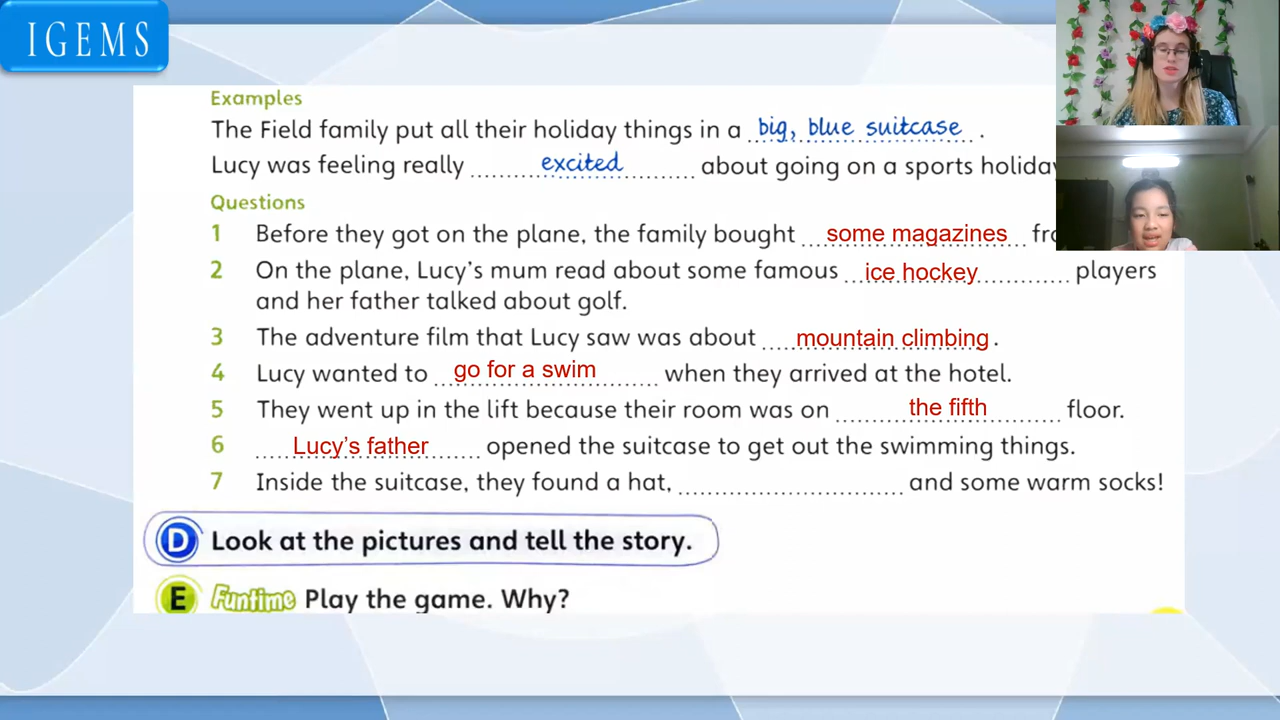 IGEMS
Examples
The Field family put all their holiday things in a big, blue suitcase .
Lucy was feeling really excited about going on a sports holiday
Questions
1 Before they got on the plane, the family bought some magazines
2 On the plane, Lucy's mum read about some famous ice hockey players
and her father talked about golf.
3 The adventure film that Lucy saw was about mountain climbing .
4 Lucy wanted to go for a swim when they arrived at the hotel.
5 They went up in the lift because their room was on the fifth floor.
6 Lucy's father opened the suitcase to get out the swimming things.
7 Inside the suitcase, they found a hat, ........................ and some warm socks!
D Look at the pictures and tell the story.
E Funtime Play the game. Why?